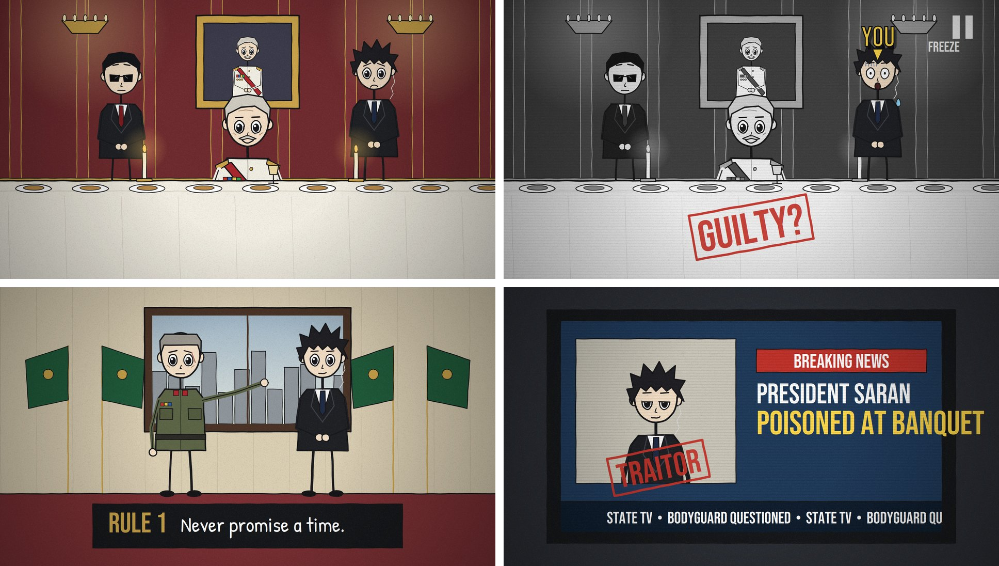 YOU
FREEZE
GUILTY?
RULE 1 Never promise a time.
BREAKING NEWS
PRESIDENT SARAN
POISONED AT BANQUET
TRAITOR
STATE TV • BODYGUARD QUESTIONED • STATE TV • BODYGUARD QU